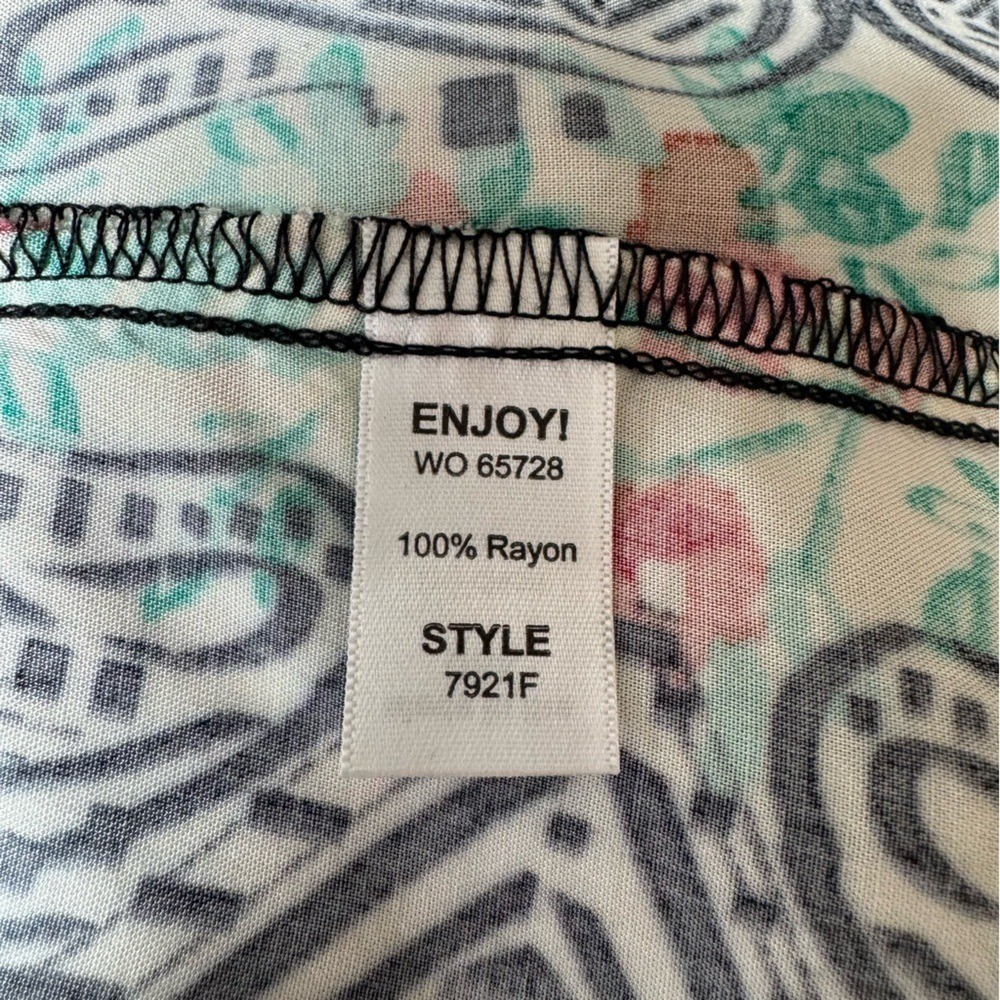 ENJOY!
WO 65728
100% Rayon
STYLE
7921F